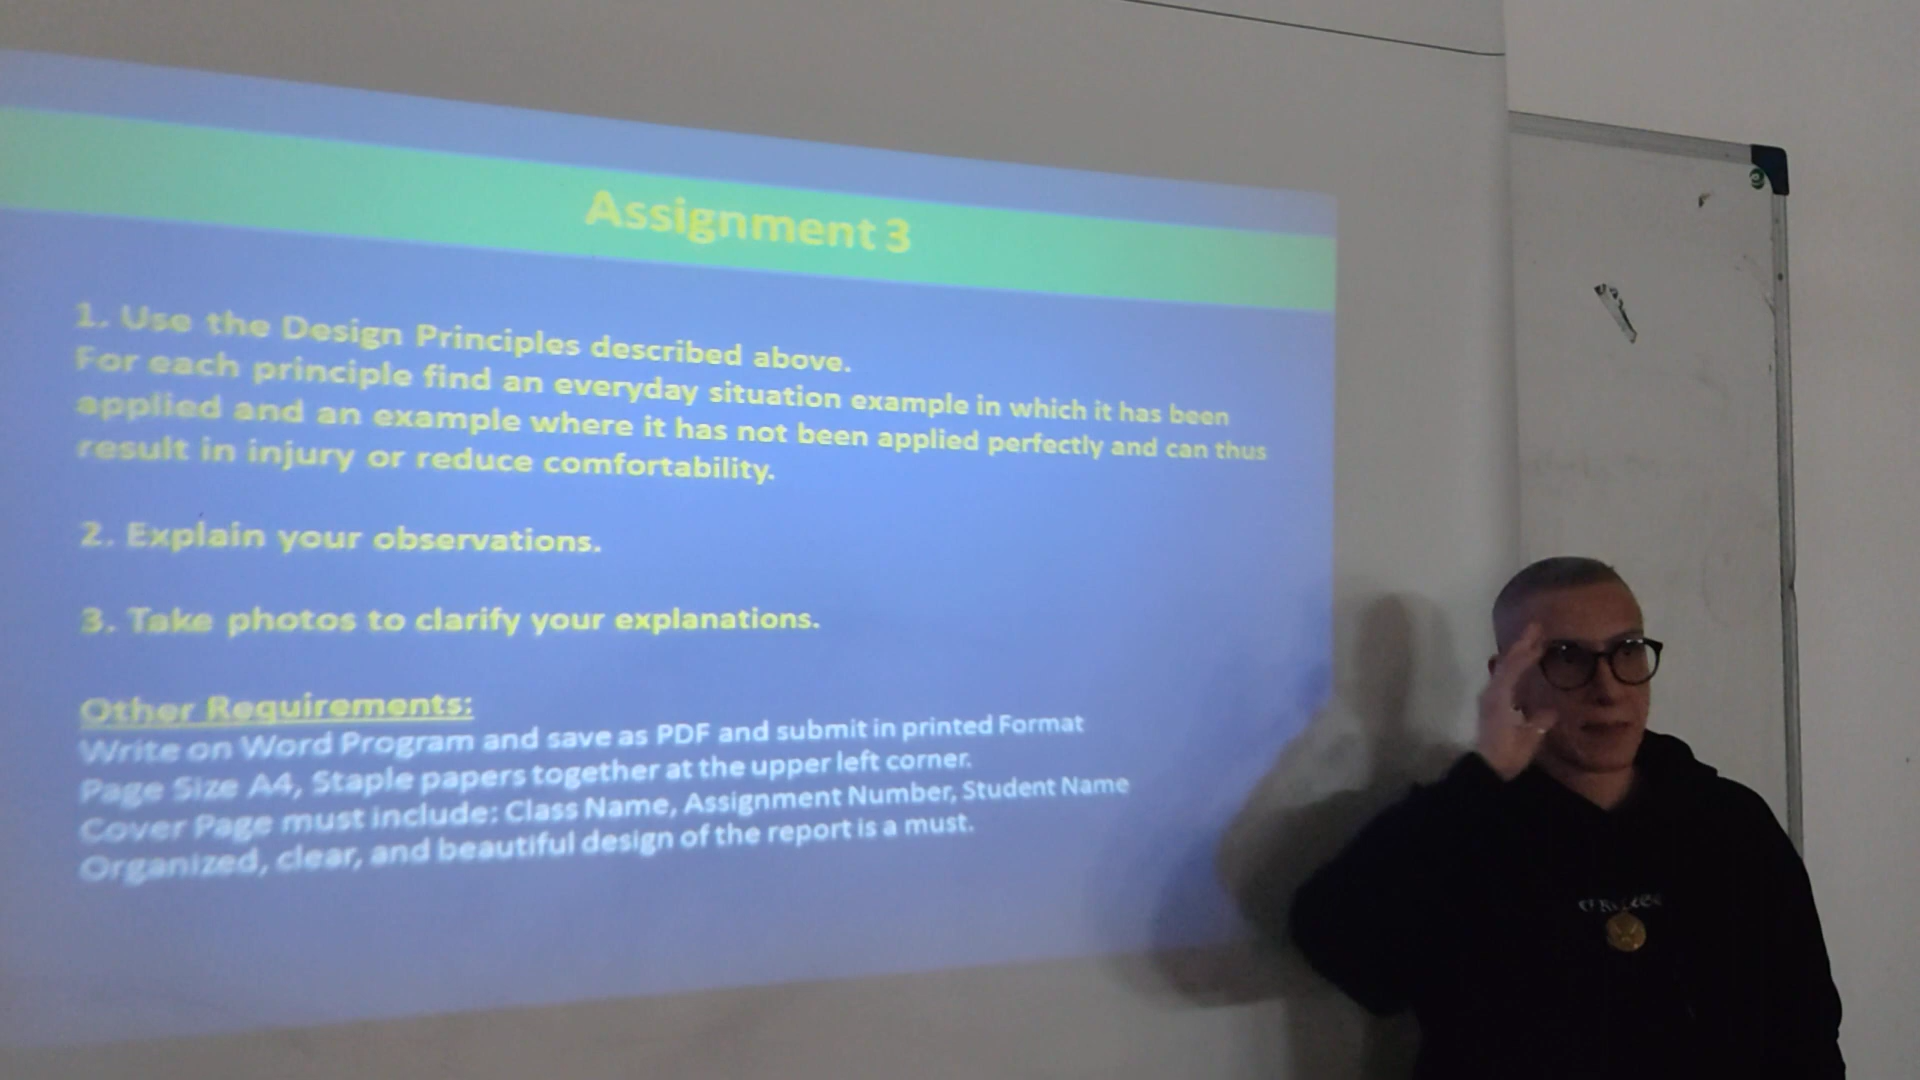 Assignment 3
1. Use the Design Principles described above.
For each principle find an everyday situation example in which it has been
applied and an example where it has not been applied perfectly and can thus
result in injury or reduce comfortability.
2. Explain your observations.
3. Take photos to clarify your explanations.
Other Requirements:
Write on Word Program and save as PDF and submit in printed Format
Page Size A4, Staple papers together at the upper left corner.
Cover Page must include: Class Name, Assignment Number, Student Name
Organized, clear, and beautiful design of the report is a must.